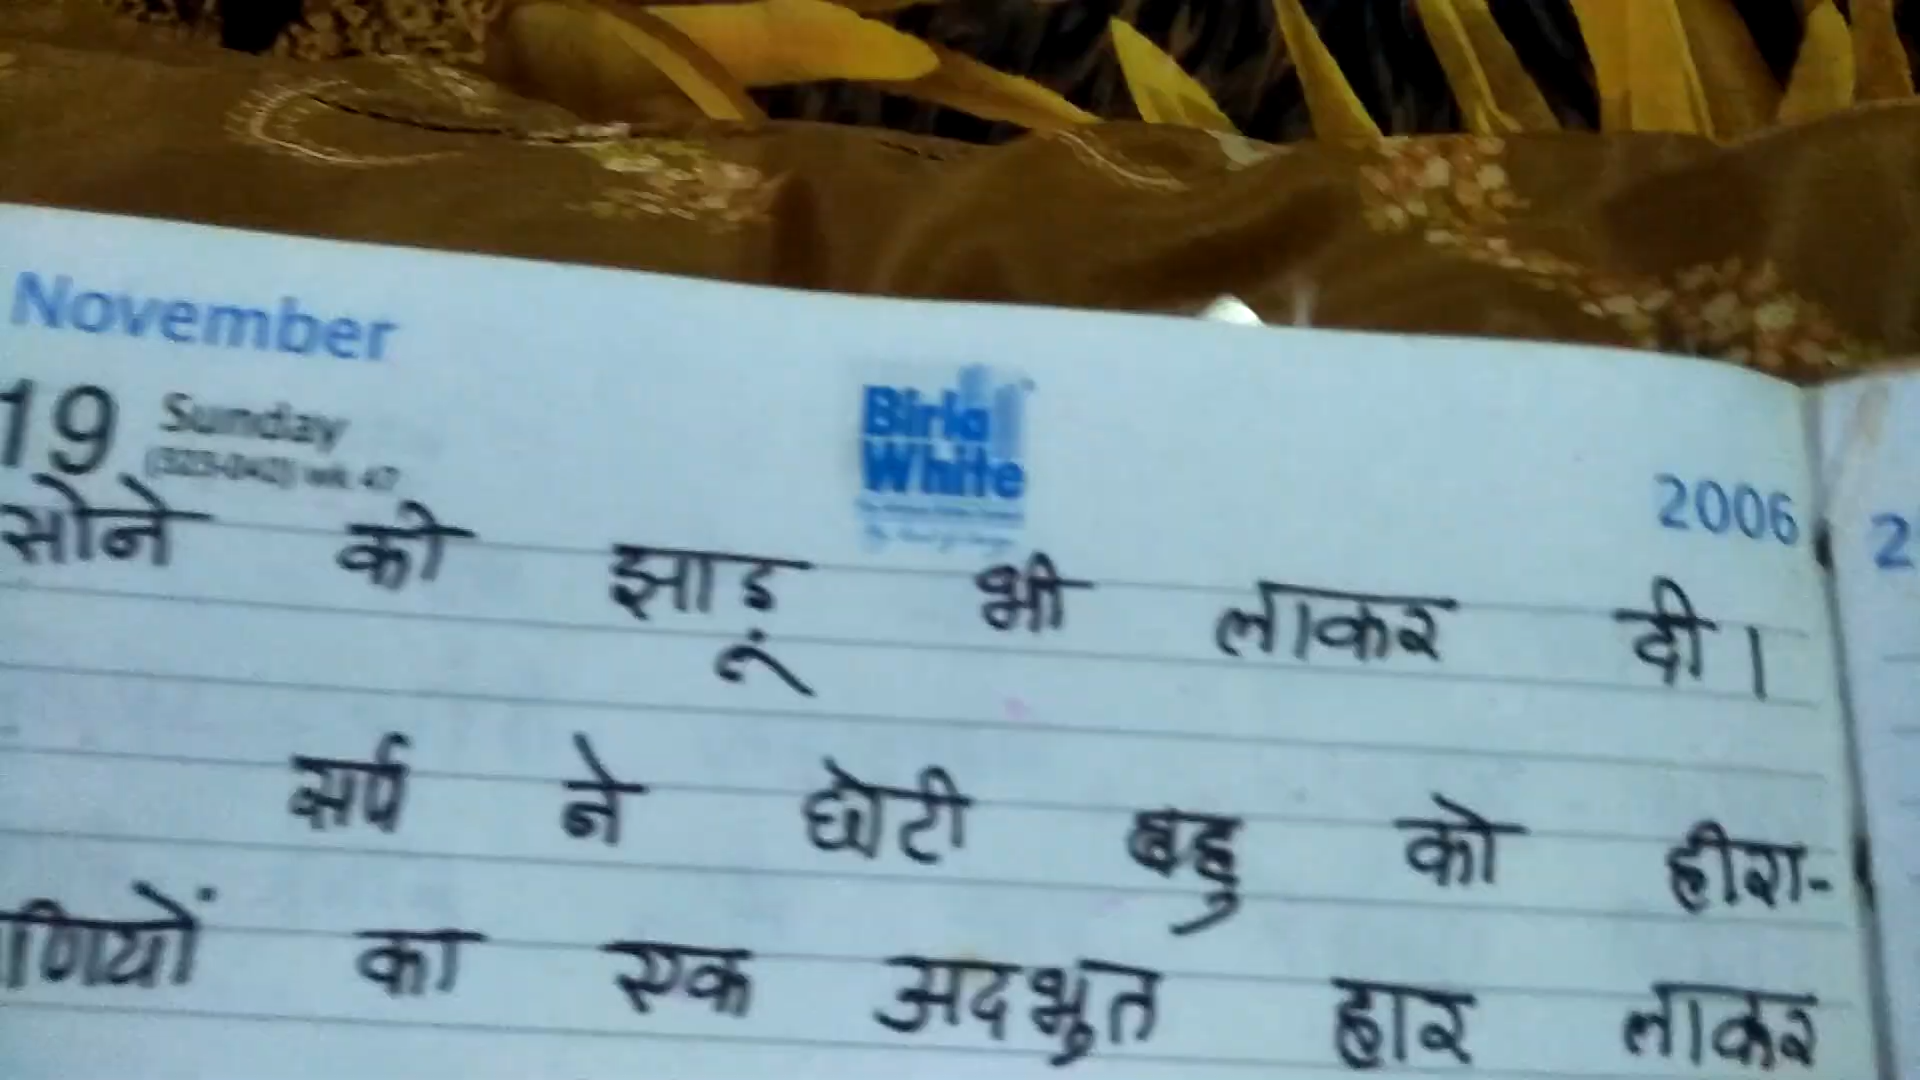 November
19 Sunday
Birla
White
2006
सोने की झाडूं भी लाकर दी।
सर्प ने छोटी बहु को हीरा-
णियों का एक अदभुत हार लाकर